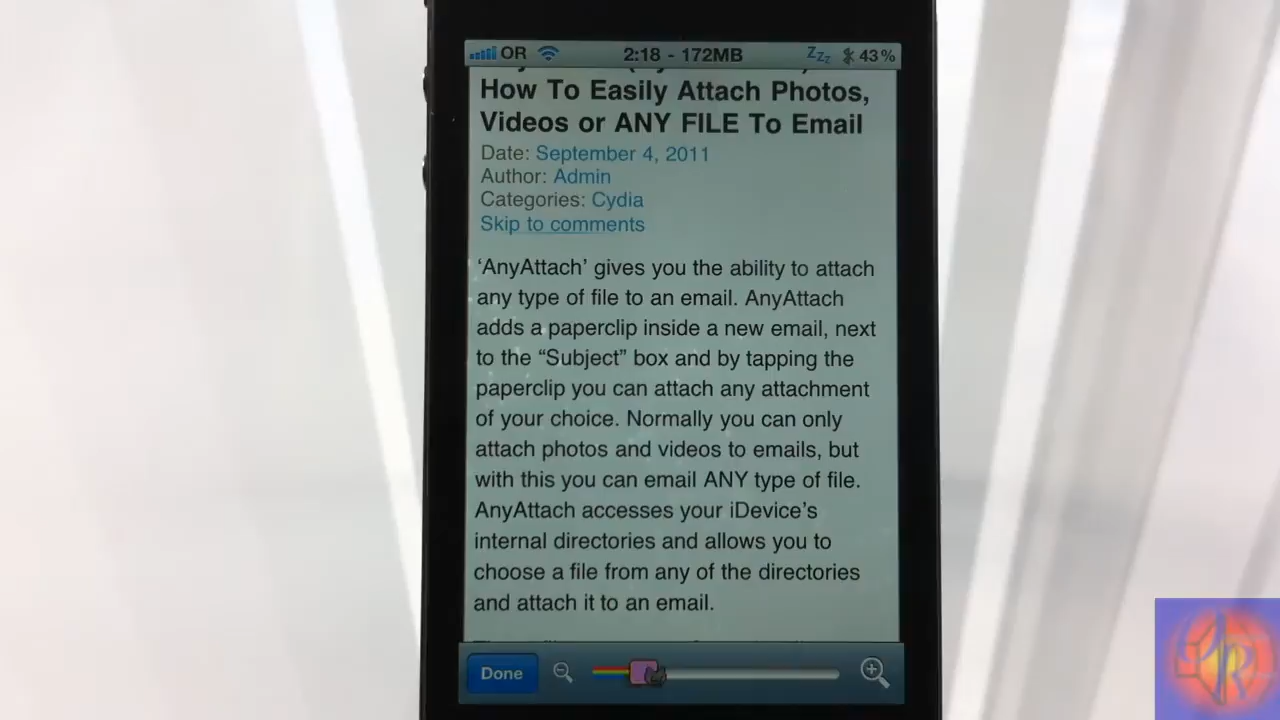 OR 2:18 - 172MB Zzz 43%
How To Easily Attach Photos,
Videos or ANY FILE To Email
Date: September 4, 2011
Author: Admin
Categories: Cydia
Skip to comments
‘AnyAttach’ gives you the ability to attach
any type of file to an email. AnyAttach
adds a paperclip inside a new email, next
to the “Subject” box and by tapping the
paperclip you can attach any attachment
of your choice. Normally you can only
attach photos and videos to emails, but
with this you can email ANY type of file.
AnyAttach accesses your iDevice’s
internal directories and allows you to
choose a file from any of the directories
and attach it to an email.
Done